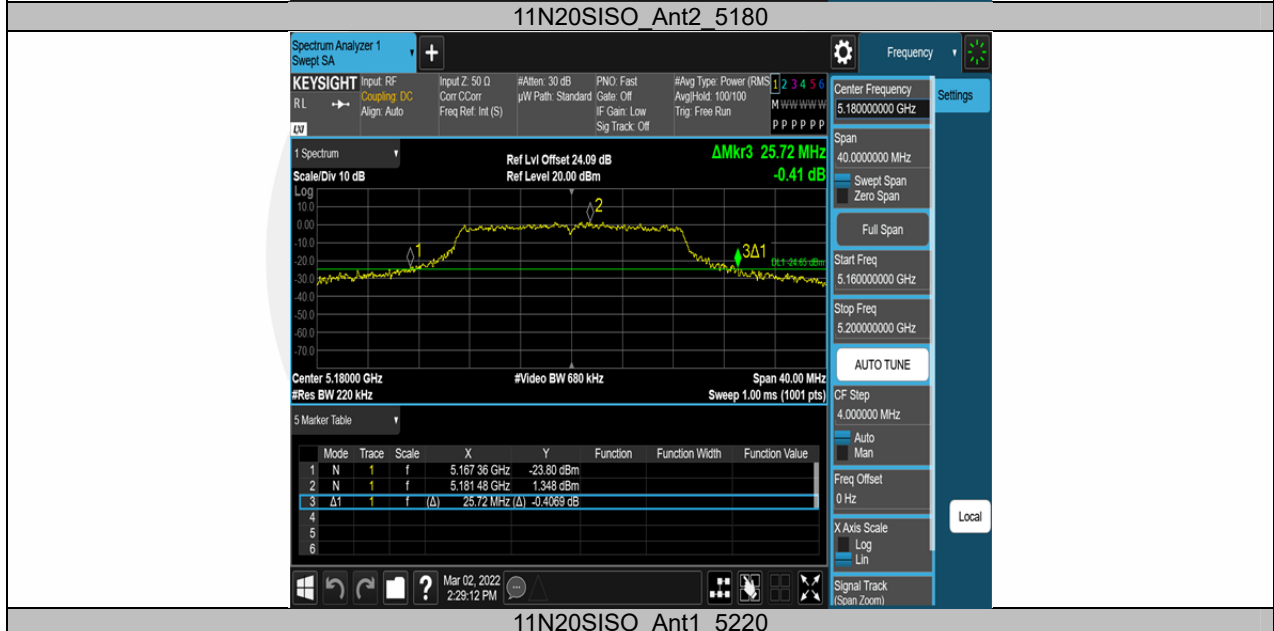 11N20SISO_Ant2_5180
Spectrum Analyzer 1
Swept SA
+
Frequency
KEYSIGHT
RL
LXI
Input: RF
Coupling: DC
Align: Auto
Input Z: 50 Ω
Corr CCorr
Freq Ref: Int (S)
#Atten: 30 dB
µW Path: Standard
PNO: Fast
Gate: Off
IF Gain: Low
Sig Track: Off
#Avg Type: Power (RMS
Avg|Hold: 100/100
Trig: Free Run
1 2 3 4 5 6
M W W W W W
P P P P P P
Center Frequency
5.180000000 GHz
Settings
Span
40.0000000 MHz
Swept Span
Zero Span
Full Span
Start Freq
5.160000000 GHz
Stop Freq
5.200000000 GHz
AUTO TUNE
CF Step
4.000000 MHz
Auto
Man
Freq Offset
0 Hz
X Axis Scale
Log
Lin
Signal Track
(Span Zoom)
Local
1 Spectrum
Scale/Div 10 dB
Ref Lvl Offset 24.09 dB
Ref Level 20.00 dBm
ΔMkr3 25.72 MHz
-0.41 dB
Log
10.0
0.00
-10.0
-20.0
-30.0
-40.0
-50.0
-60.0
-70.0
1
2
3Δ1
DL1 -24.65 dBm
Center 5.18000 GHz
#Res BW 220 kHz
#Video BW 680 kHz
Span 40.00 MHz
Sweep 1.00 ms (1001 pts)
5 Marker Table
Mode Trace Scale X Y Function Function Width Function Value
1 N 1 f 5.167 36 GHz -23.80 dBm
2 N 1 f 5.181 48 GHz 1.348 dBm
3 Δ1 1 f (Δ) 25.72 MHz (Δ) -0.4069 dB
4
5
6
?
Mar 02, 2022
2:29:12 PM
11N20SISO_Ant1_5220